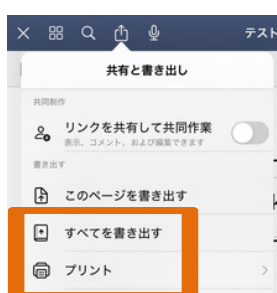 テスト
共有と書き出し
共同制作
リンクを共有して共同作業
表示、コメント、および編集できます
書き出す
このページを書き出す
すべてを書き出す
プリント